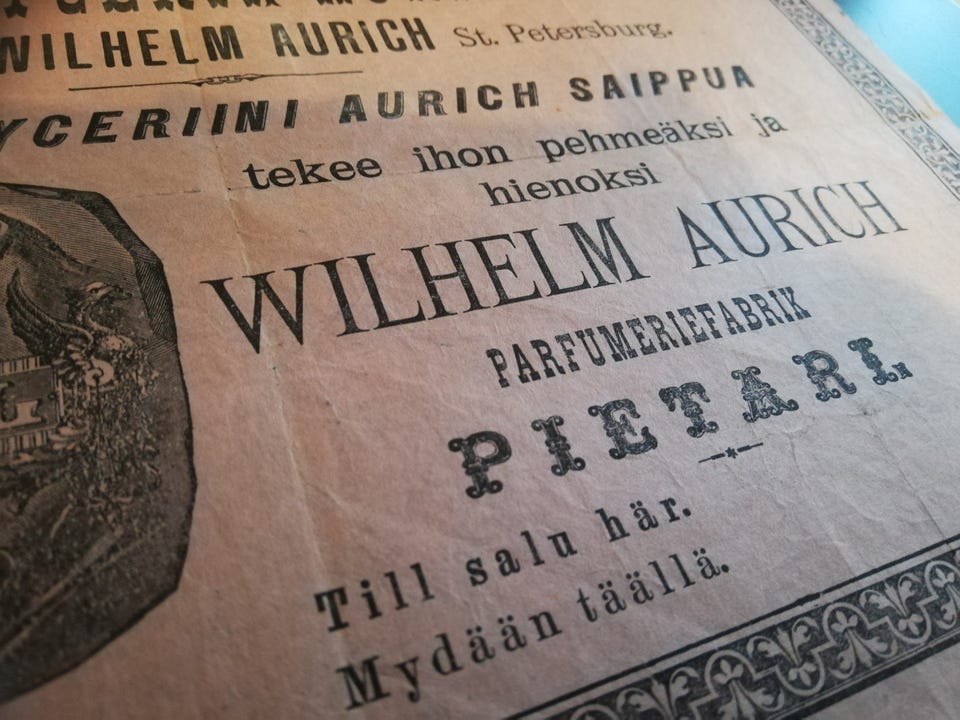 WILHELM AURICH St. Petersburg.
YCERIINI AURICH SAIPPUA
tekee ihon pehmeäksi ja
hienoksi
WILHELM AURICH
PARFUMERIEFABRIK
PIETARI.
Till salu här.
Mydään täällä.